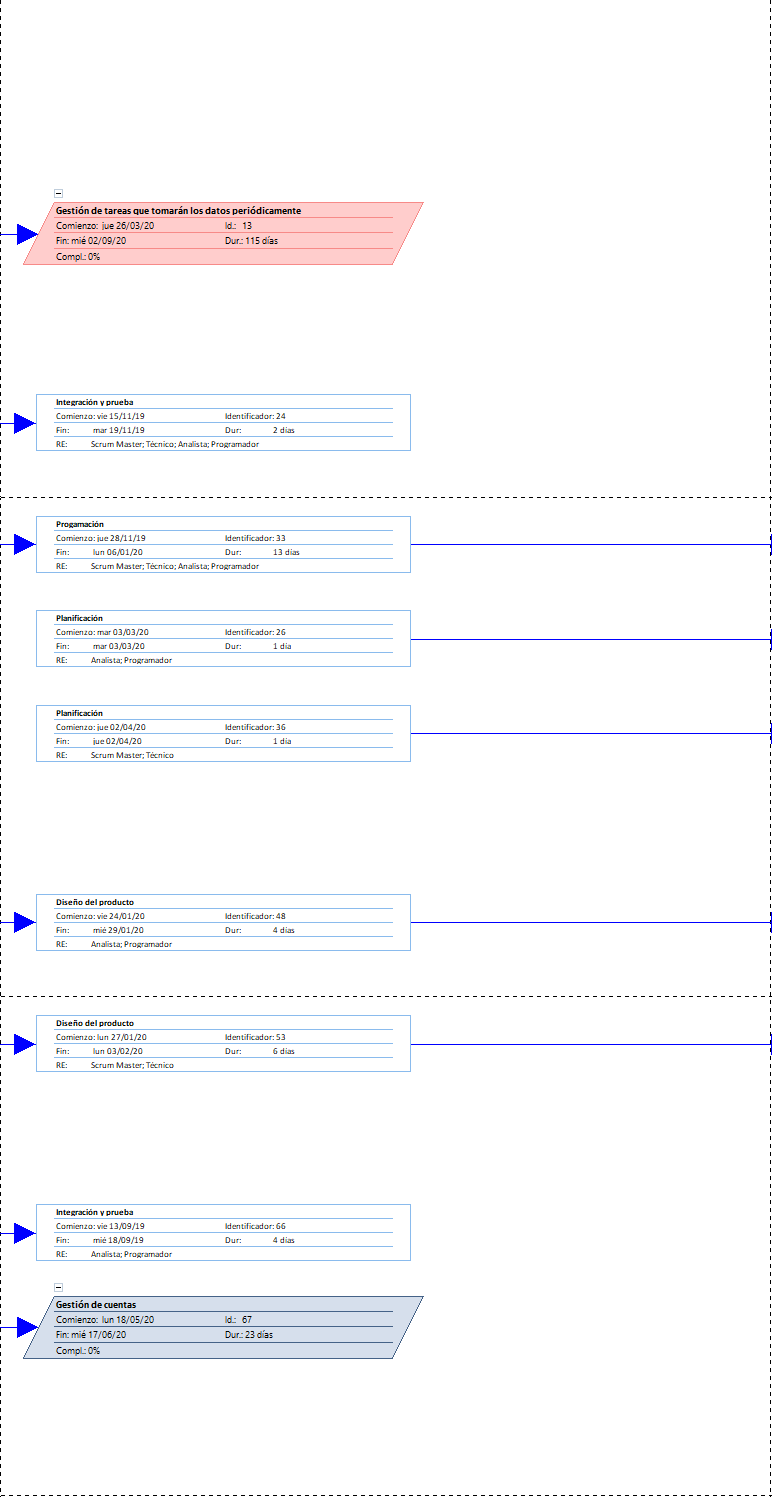 Gestión de tareas que tomarán los datos periódicamente
Comienzo: jue 26/03/20 Id.: 13
Fin: mié 02/09/20 Dur.: 115 días
Compl.: 0%
Integración y prueba
Comienzo: vie 15/11/19 Identificador: 24
Fin: mar 19/11/19 Dur: 2 días
RE: Scrum Master; Técnico; Analista; Programador
Progamación
Comienzo: jue 28/11/19 Identificador: 33
Fin: lun 06/01/20 Dur: 13 días
RE: Scrum Master; Técnico; Analista; Programador
Planificación
Comienzo: mar 03/03/20 Identificador: 26
Fin: mar 03/03/20 Dur: 1 día
RE: Analista; Programador
Planificación
Comienzo: jue 02/04/20 Identificador: 36
Fin: jue 02/04/20 Dur: 1 día
RE: Scrum Master; Técnico
Diseño del producto
Comienzo: vie 24/01/20 Identificador: 48
Fin: mié 29/01/20 Dur: 4 días
RE: Analista; Programador
Diseño del producto
Comienzo: lun 27/01/20 Identificador: 53
Fin: lun 03/02/20 Dur: 6 días
RE: Scrum Master; Técnico
Integración y prueba
Comienzo: vie 13/09/19 Identificador: 66
Fin: mié 18/09/19 Dur: 4 días
RE: Analista; Programador
Gestión de cuentas
Comienzo: lun 18/05/20 Id.: 67
Fin: mié 17/06/20 Dur.: 23 días
Compl.: 0%